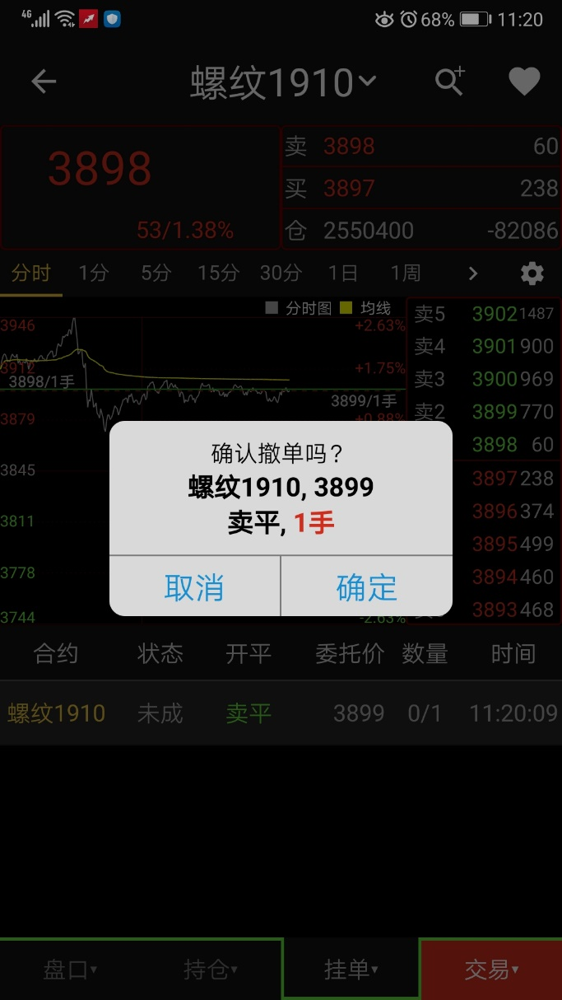 4G 68% 11:20
螺纹1910
3898
53/1.38%
卖 3898 60
买 3897 238
仓 2550400 -82086
分时 1分 5分 15分 30分 1日 1周
分时图 均线
3946 +2.63%
3912 +1.75%
3898/1手
3899/1手
3879 +0.88%
3845
3811
3778
3744 -2.63%
卖5 3902 1487
卖4 3901 900
卖3 3900 969
卖2 3899 770
3898 60
3897 238
3896 374
3895 499
3894 460
3893 468
确认撤单吗?
螺纹1910, 3899
卖平, 1手
取消 确定
合约 状态 开平 委托价 数量 时间
螺纹1910 未成 卖平 3899 0/1 11:20:09
盘口 持仓 挂单 交易